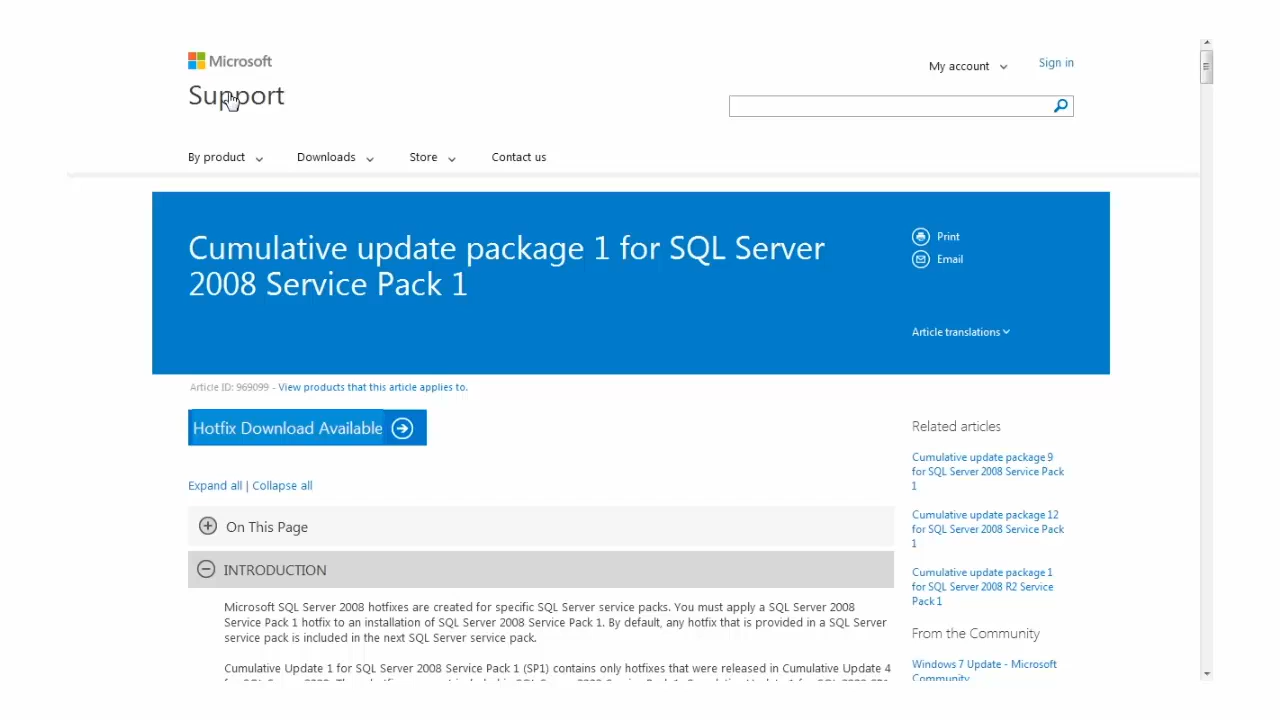 Microsoft
Support
My account
Sign in
By product
Downloads
Store
Contact us
Cumulative update package 1 for SQL Server
2008 Service Pack 1
Print
Email
Article translations
Article ID: 969099 - View products that this article applies to.
Hotfix Download Available
Expand all | Collapse all
On This Page
INTRODUCTION
Microsoft SQL Server 2008 hotfixes are created for specific SQL Server service packs. You must apply a SQL Server 2008
Service Pack 1 hotfix to an installation of SQL Server 2008 Service Pack 1. By default, any hotfix that is provided in a SQL Server
service pack is included in the next SQL Server service pack.
Cumulative Update 1 for SQL Server 2008 Service Pack 1 (SP1) contains only hotfixes that were released in Cumulative Update 4
Related articles
Cumulative update package 9
for SQL Server 2008 Service Pack
1
Cumulative update package 12
for SQL Server 2008 Service Pack
1
Cumulative update package 1
for SQL Server 2008 R2 Service
Pack 1
From the Community
Windows 7 Update - Microsoft
Community